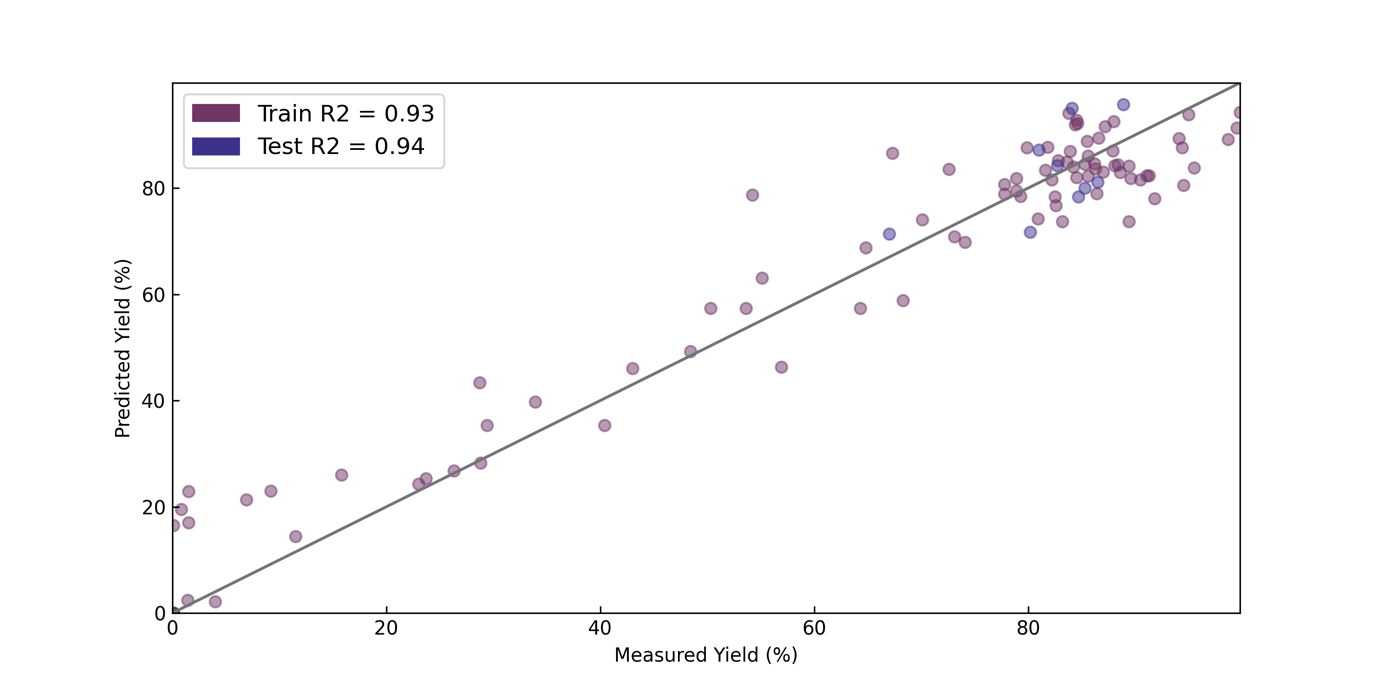 Train R2 = 0.93
Test R2 = 0.94
80
60
40
20
0
Predicted Yield (%)
0 20 40 60 80
Measured Yield (%)